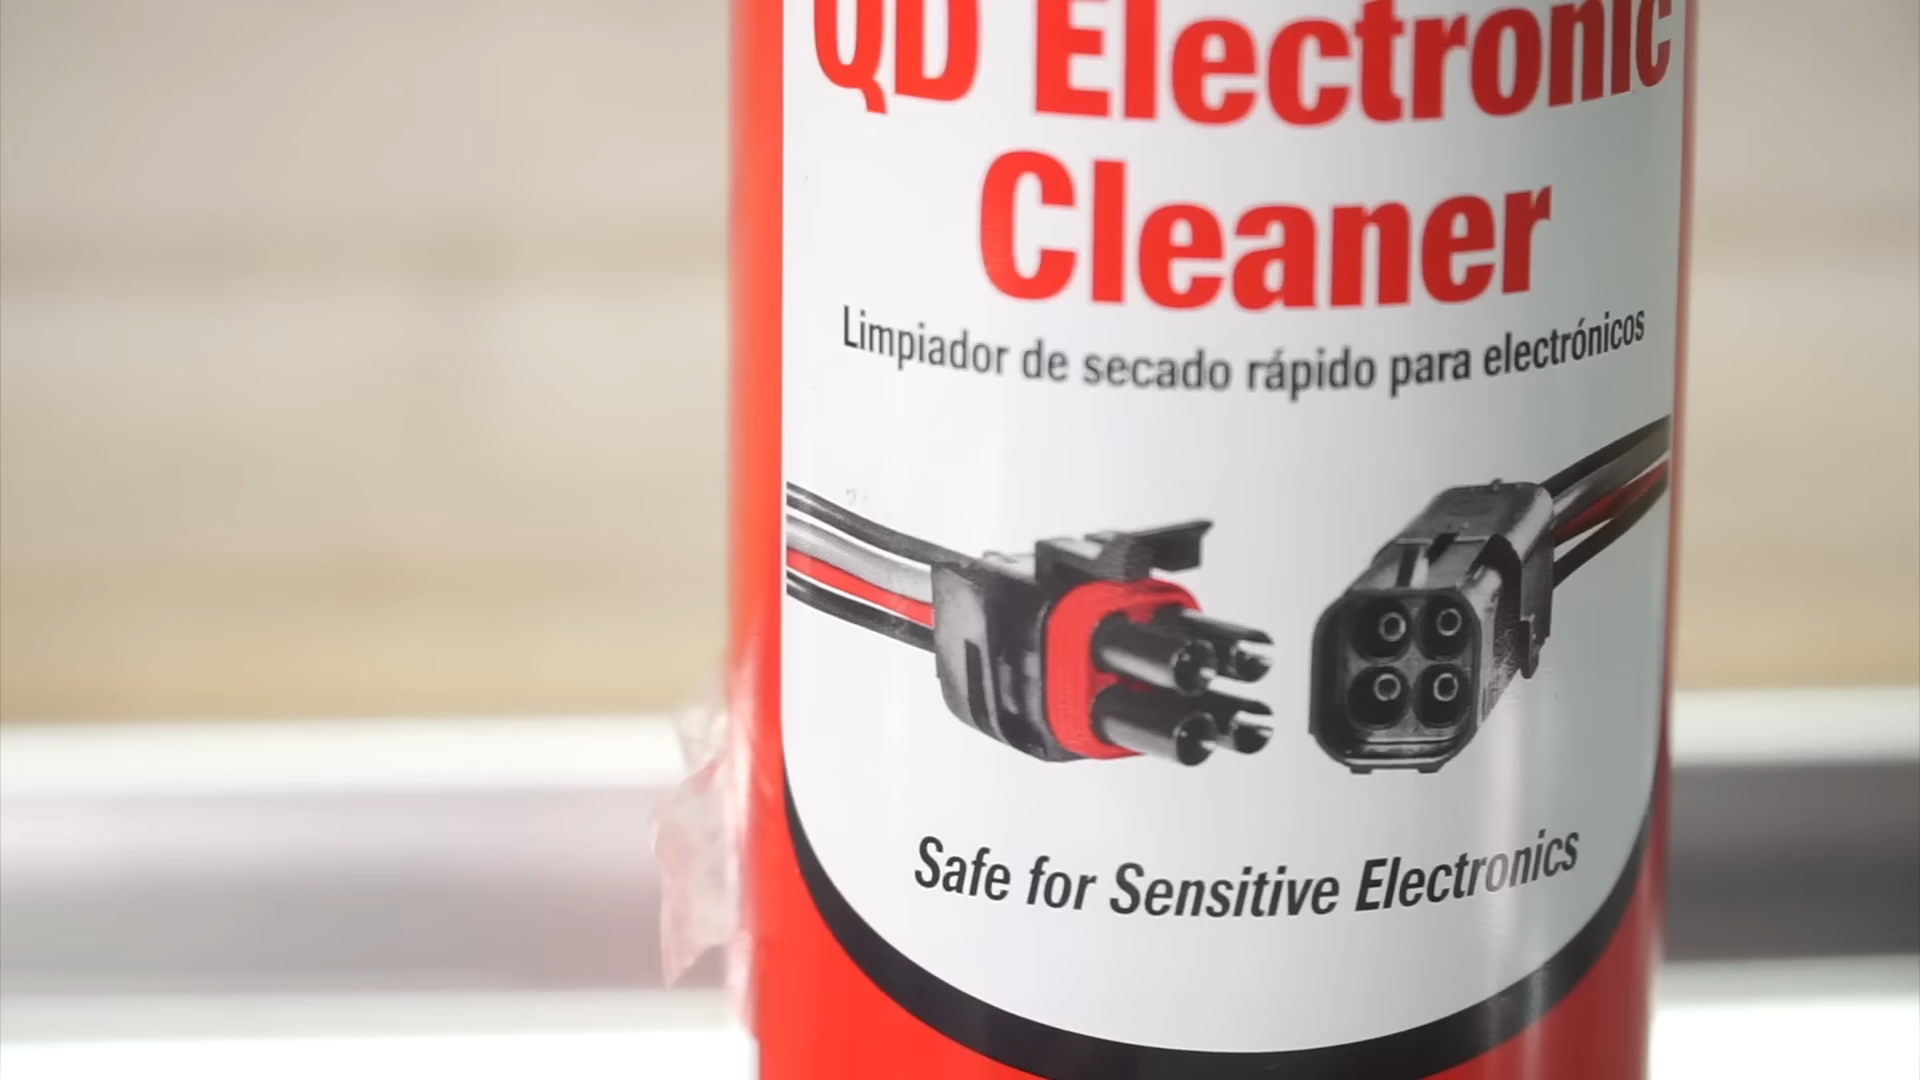 QD Electronic
Cleaner
Limpiador de secado rápido para electrónicos
Safe for Sensitive Electronics